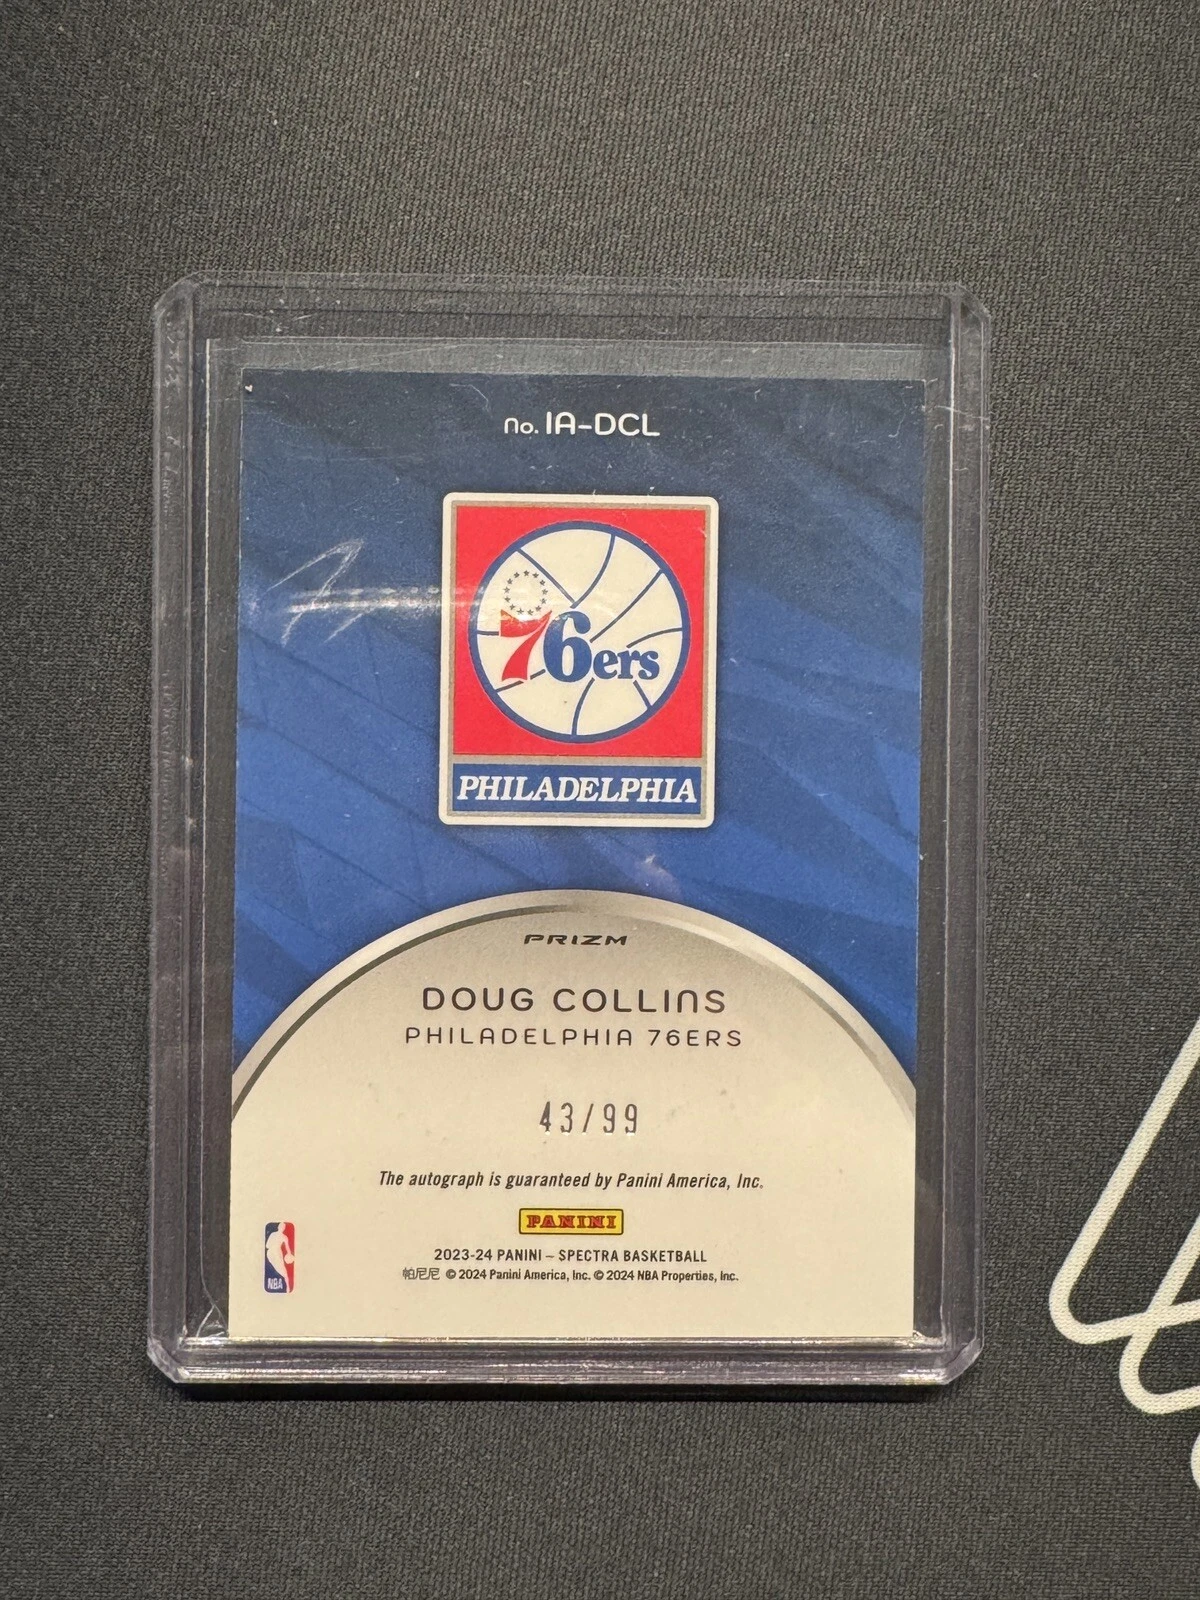 No. IA-DCL
76ers
PHILADELPHIA
PRIZM
DOUG COLLINS
PHILADELPHIA 76ERS
43/99
The autograph is guaranteed by Panini America, Inc.
PANINI
NBA
2023-24 PANINI – SPECTRA BASKETBALL
帕尼尼 © 2024 Panini America, Inc. © 2024 NBA Properties, Inc.